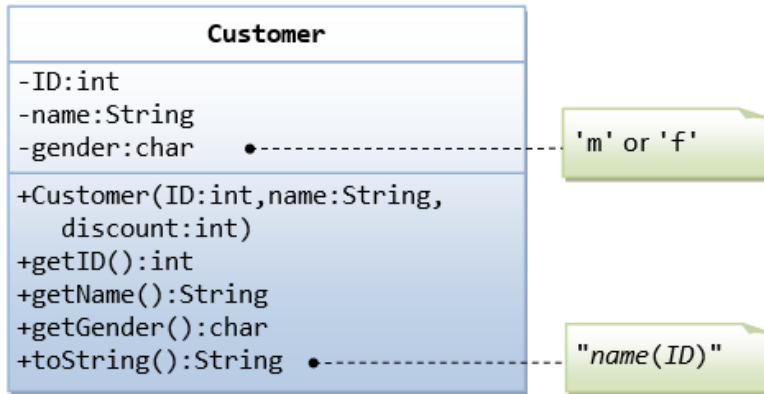 Customer
-ID:int
-name:String
-gender:char
'm' or 'f'
+Customer(ID:int,name:String,
discount:int)
+getID():int
+getName():String
+getGender():char
+toString():String
"name(ID)"